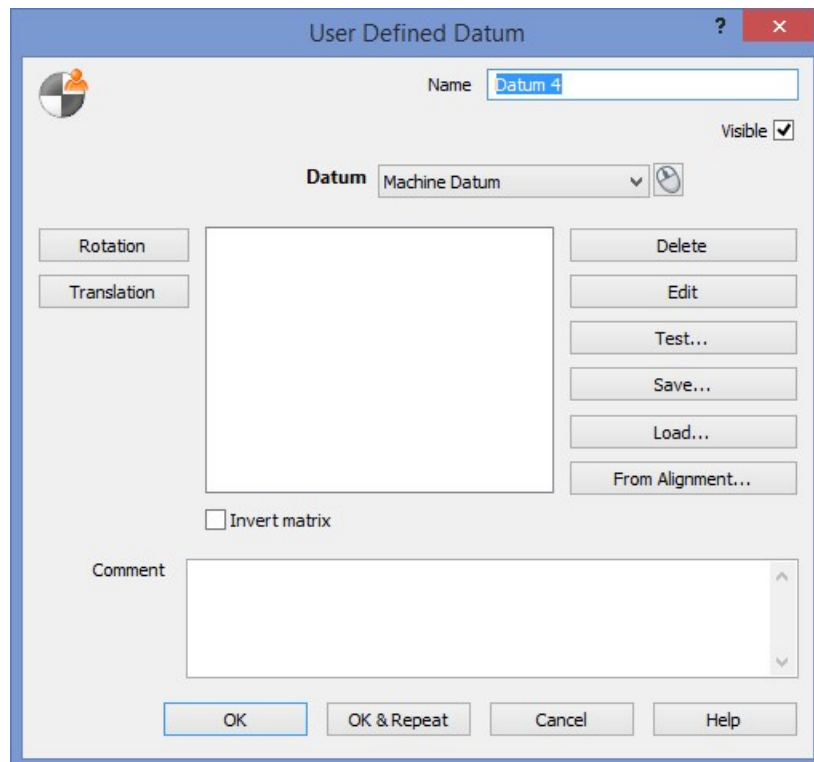 User Defined Datum
?
Name Datum 4
Visible
Datum Machine Datum
Rotation
Delete
Translation
Edit
Test...
Save...
Load...
From Alignment...
Invert matrix
Comment
OK
OK & Repeat
Cancel
Help